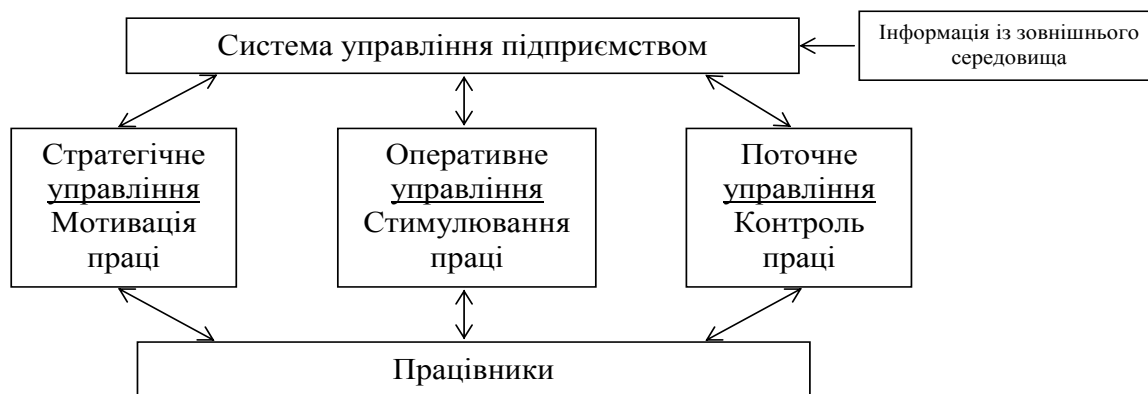 Система управління підприємством
Інформація із зовнішнього
середовища
Стратегічне
управління
Мотивація
праці
Оперативне
управління
Стимулювання
праці
Поточне
управління
Контроль
праці
Працівники